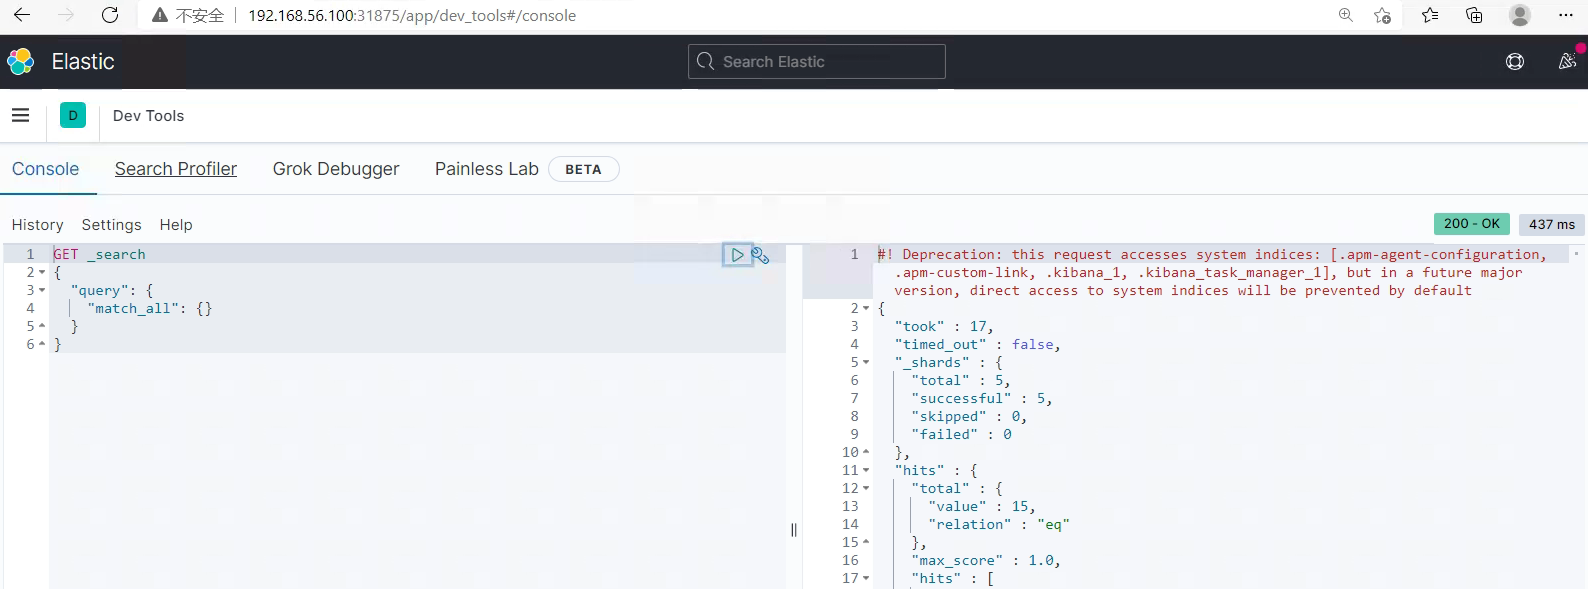 不安全 192.168.56.100:31875/app/dev_tools#/console
Elastic
Search Elastic
D Dev Tools
Console Search Profiler Grok Debugger Painless Lab BETA
History Settings Help
200 - OK 437 ms
1 GET _search
2 {
3 "query": {
4 "match_all": {}
5 }
6 }
1 #! Deprecation: this request accesses system indices: [.apm-agent-configuration,
.apm-custom-link, .kibana_1, .kibana_task_manager_1], but in a future major
version, direct access to system indices will be prevented by default
2 {
3 "took" : 17,
4 "timed_out" : false,
5 "_shards" : {
6 "total" : 5,
7 "successful" : 5,
8 "skipped" : 0,
9 "failed" : 0
10 },
11 "hits" : {
12 "total" : {
13 "value" : 15,
14 "relation" : "eq"
15 },
16 "max_score" : 1.0,
17 "hits" : [